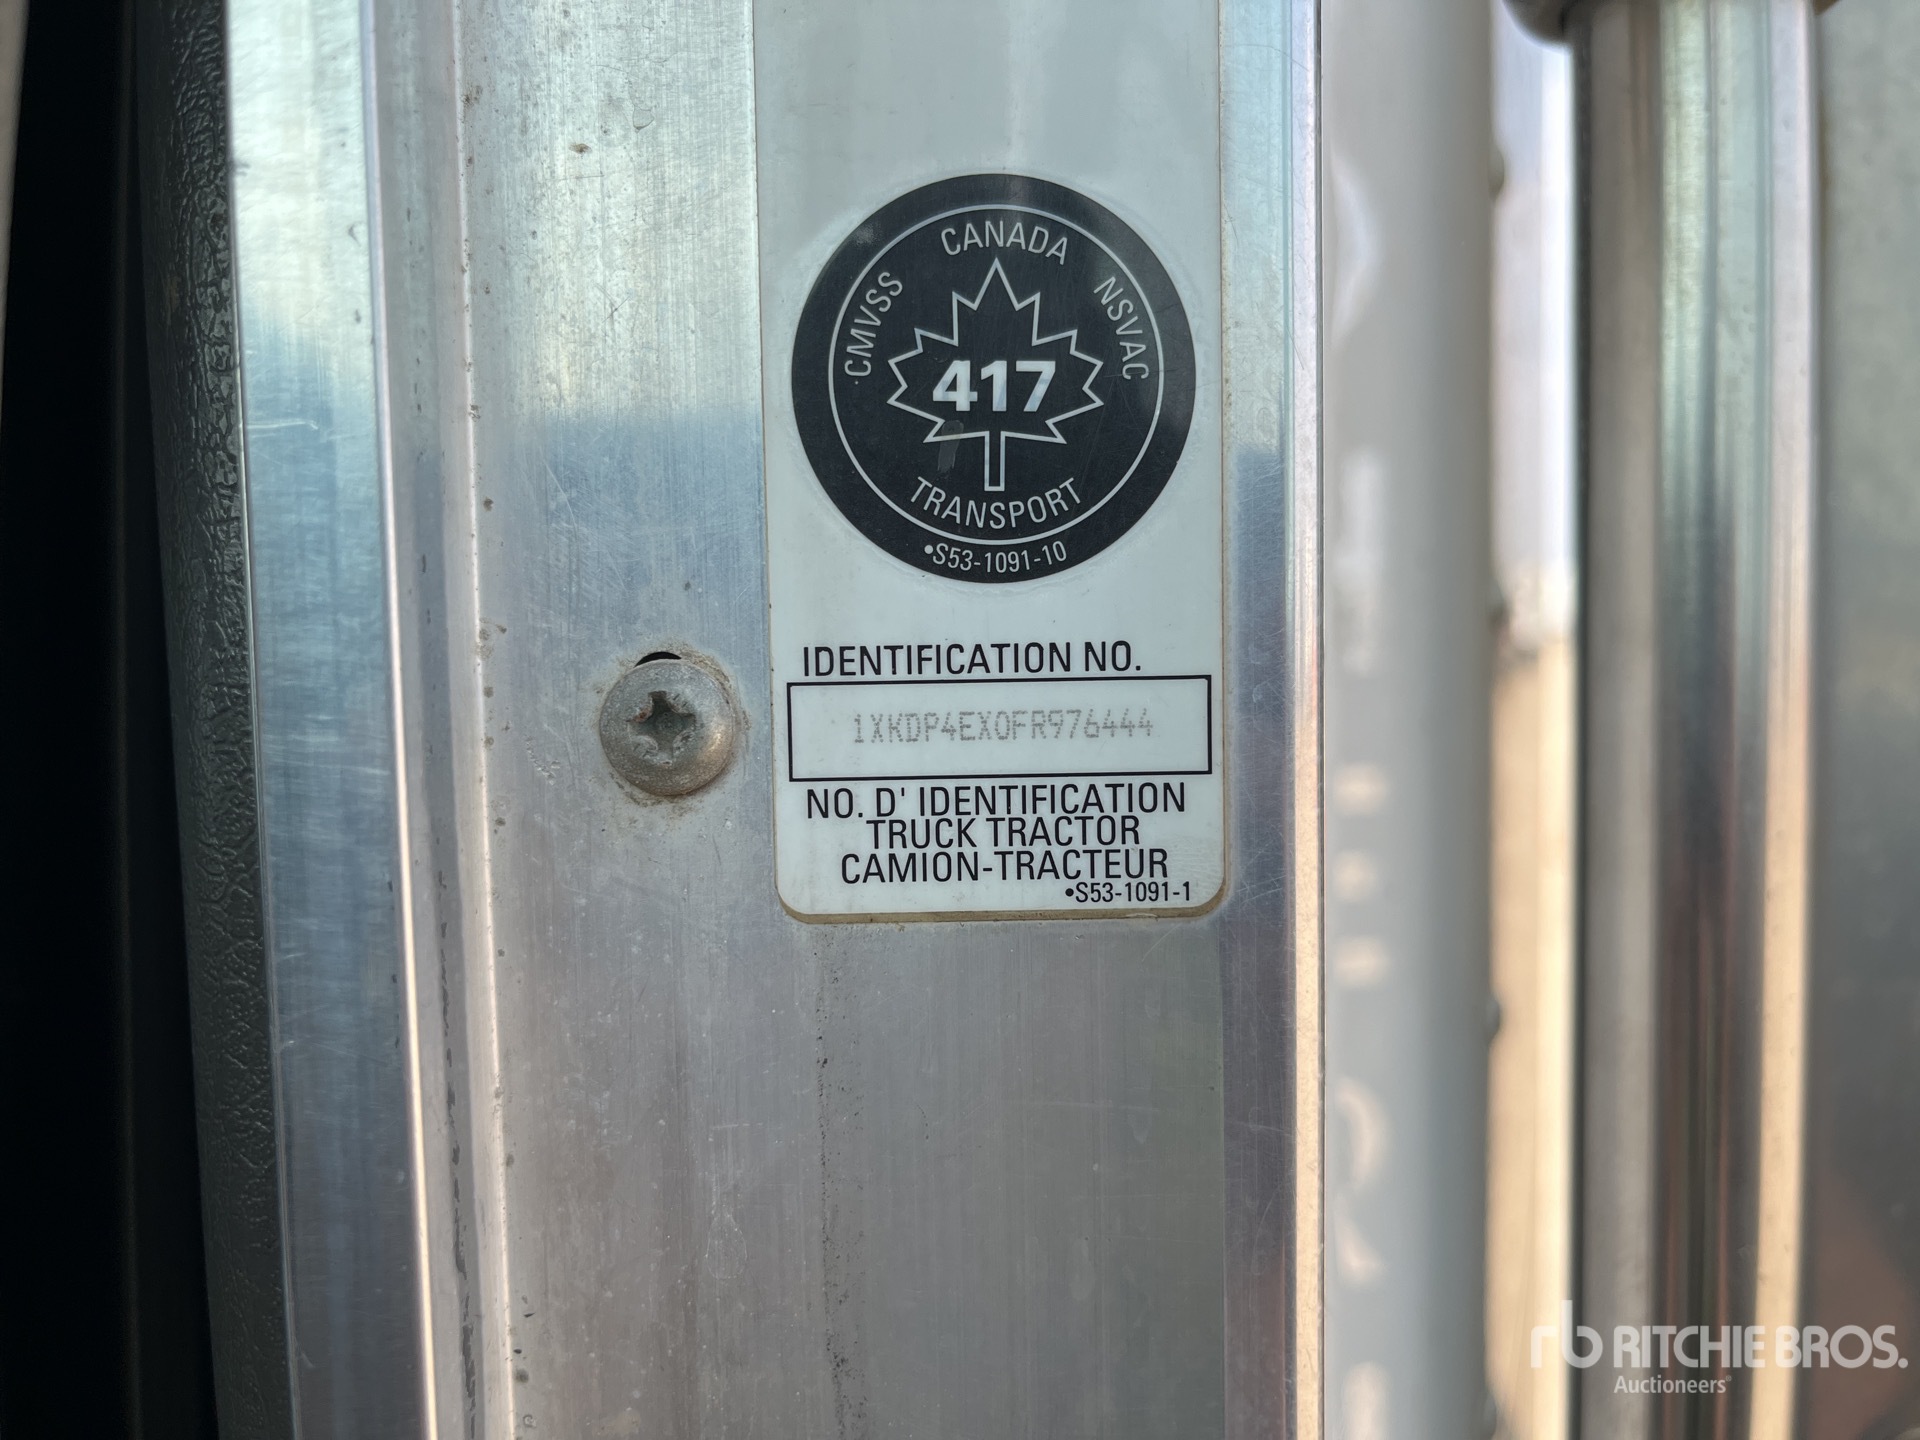 CANADA
·CMVSS
NSVAC
417
TRANSPORT
•S53-1091-10
IDENTIFICATION NO.
1XKDP4EX0FR976444
NO. D' IDENTIFICATION
TRUCK TRACTOR
CAMION-TRACTEUR
•S53-1091-1
rb RITCHIE BROS.
Auctioneers®